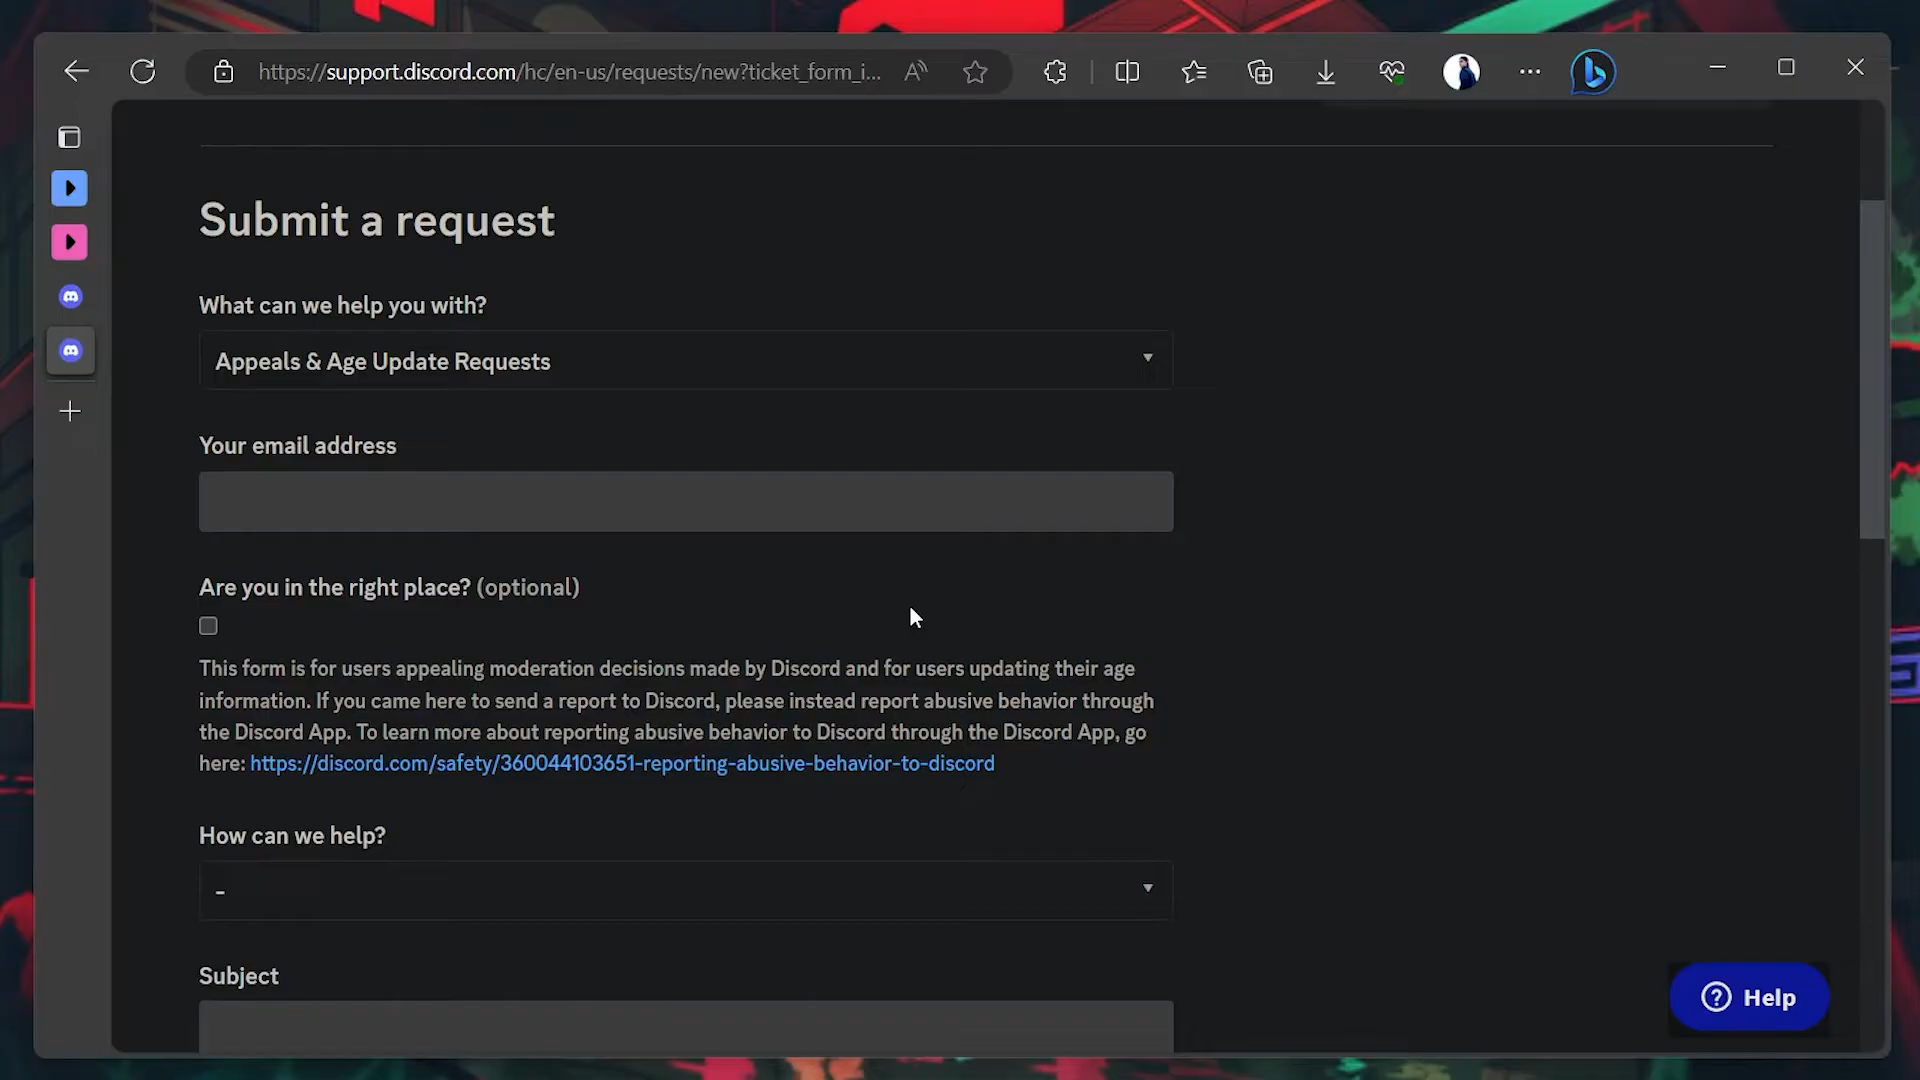 https://support.discord.com/hc/en-us/requests/new?ticket_form_i...
Submit a request
What can we help you with?
Appeals & Age Update Requests
Your email address
Are you in the right place? (optional)
This form is for users appealing moderation decisions made by Discord and for users updating their age
information. If you came here to send a report to Discord, please instead report abusive behavior through
the Discord App. To learn more about reporting abusive behavior to Discord through the Discord App, go
here: https://discord.com/safety/360044103651-reporting-abusive-behavior-to-discord
How can we help?
-
Subject
Help